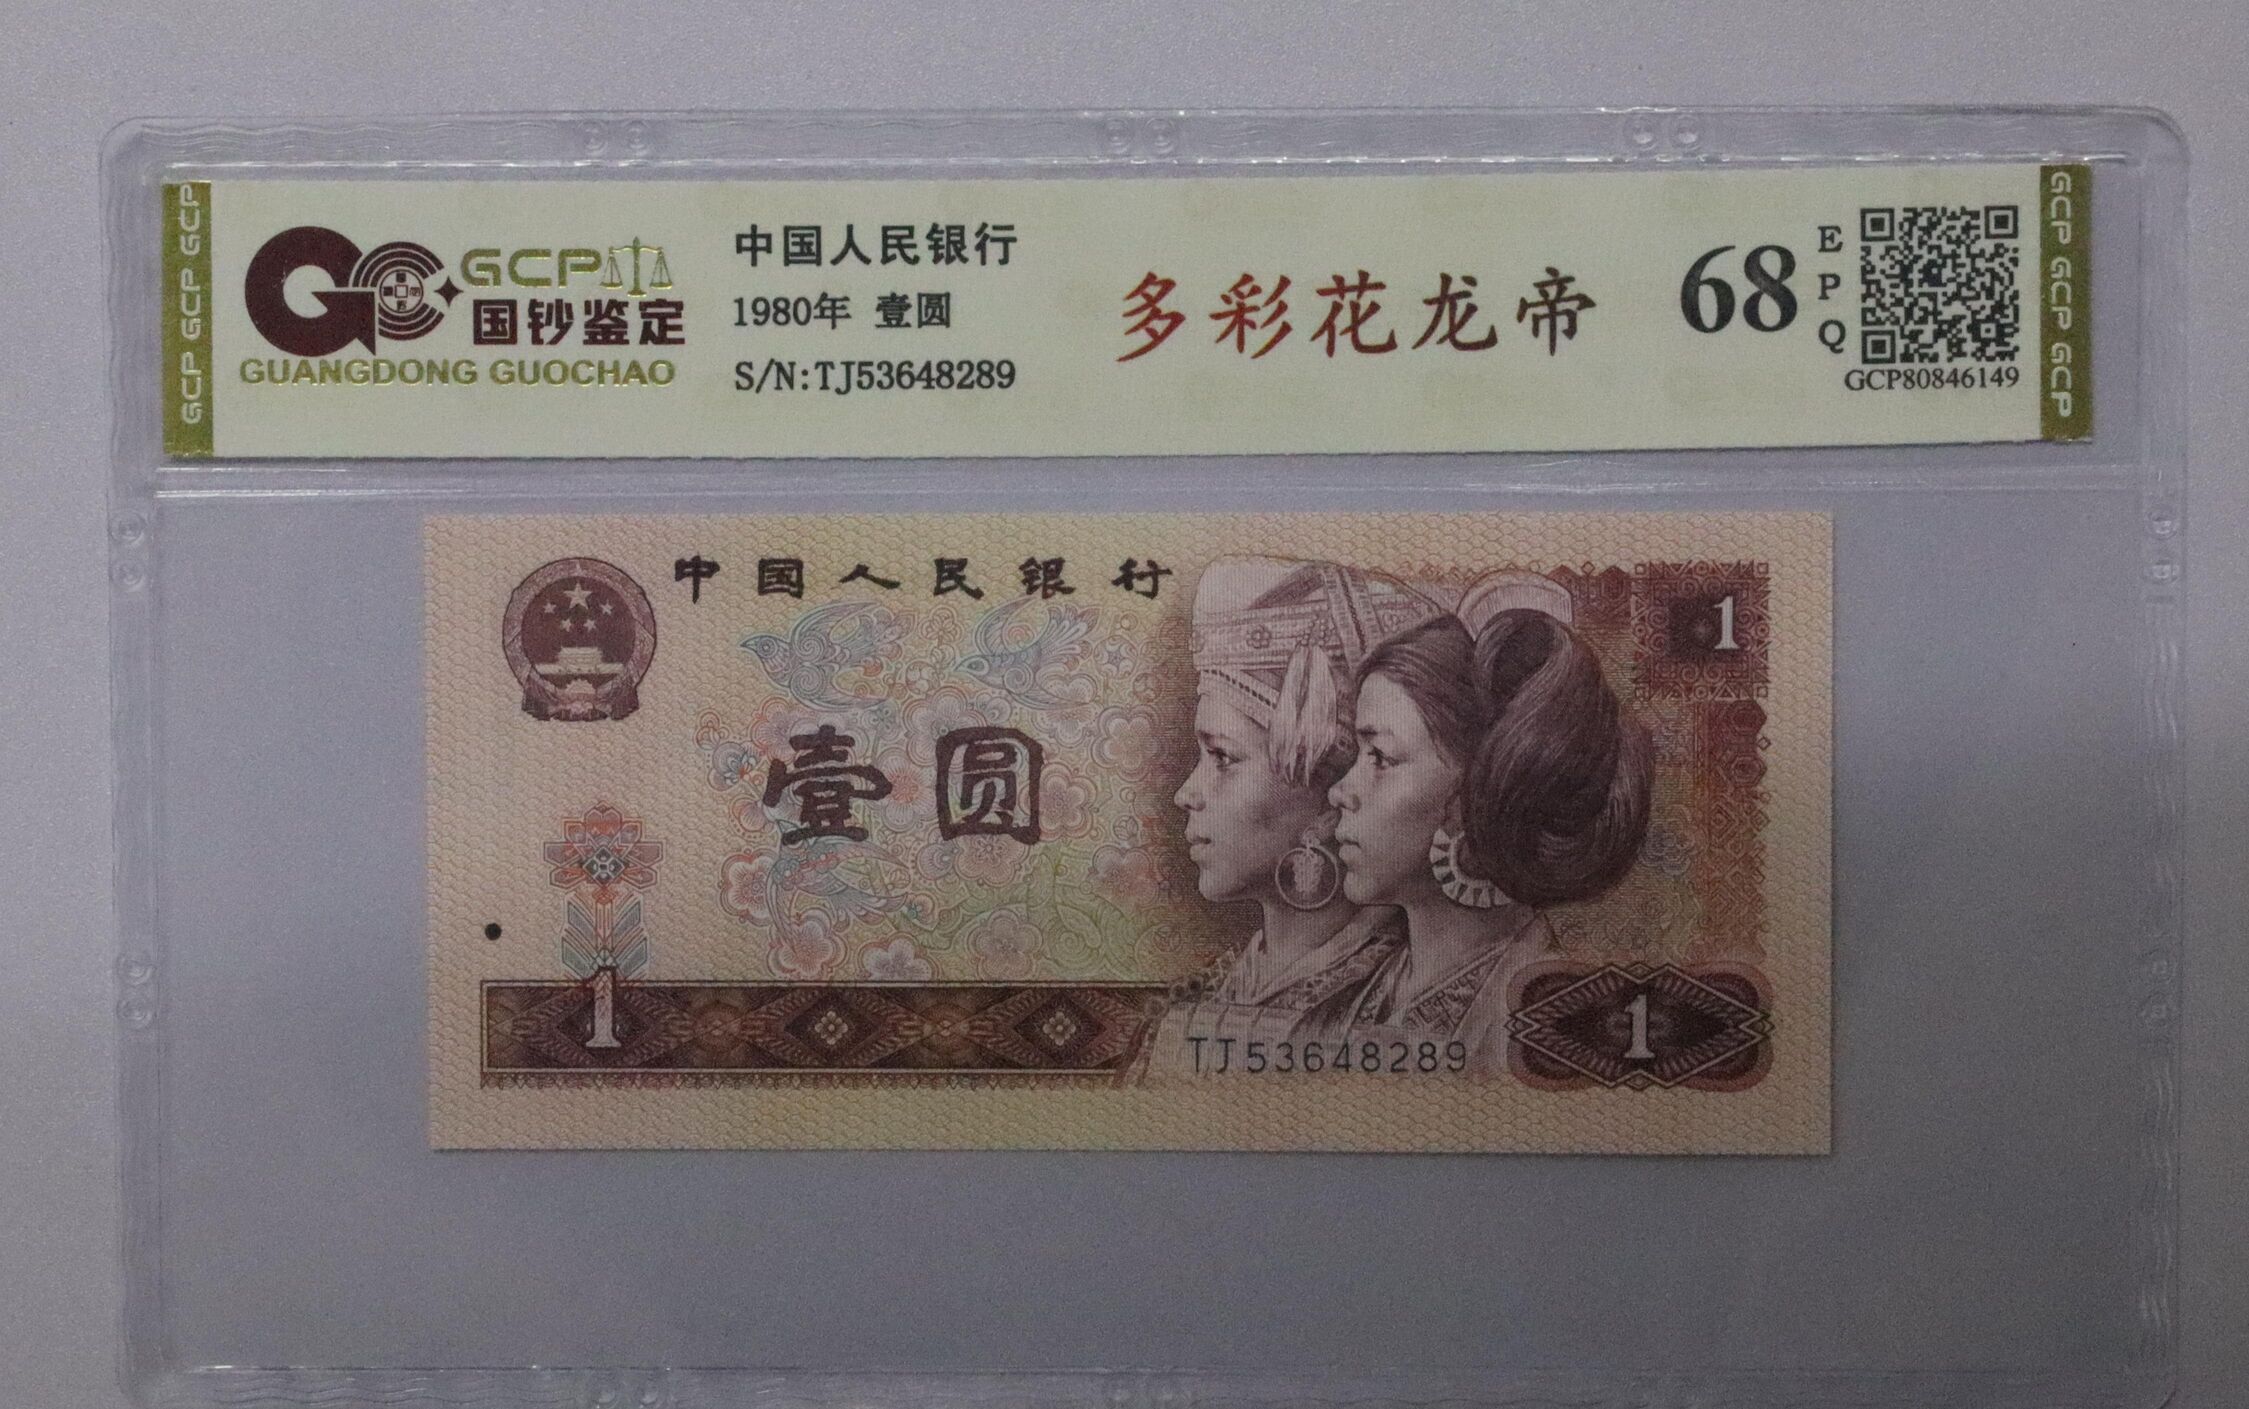 GCP GCP GCP
GCP
国钞鉴定
GUANGDONG GUOCHAO
中国人民银行
1980年 壹圆
S/N:TJ53648289
多彩花龙帝
68
EPQ
GCP80846149
GCP GCP GCP
中国人民银行
1
壹圆
1
TJ53648289
1